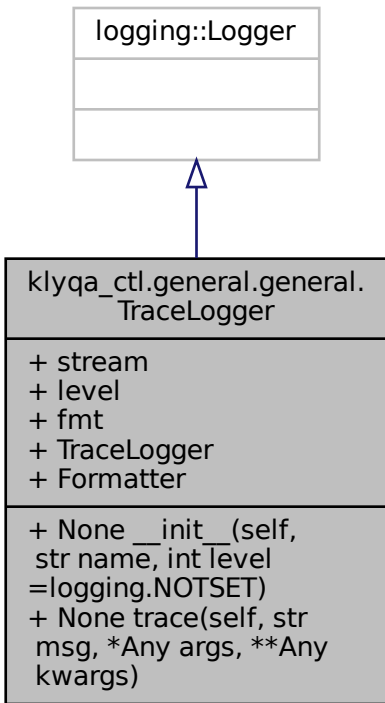 logging::Logger
klyqa_ctl.general.general.
TraceLogger
+ stream
+ level
+ fmt
+ TraceLogger
+ Formatter
+ None __init__(self,
str name, int level
=logging.NOTSET)
+ None trace(self, str
msg, *Any args, **Any
kwargs)